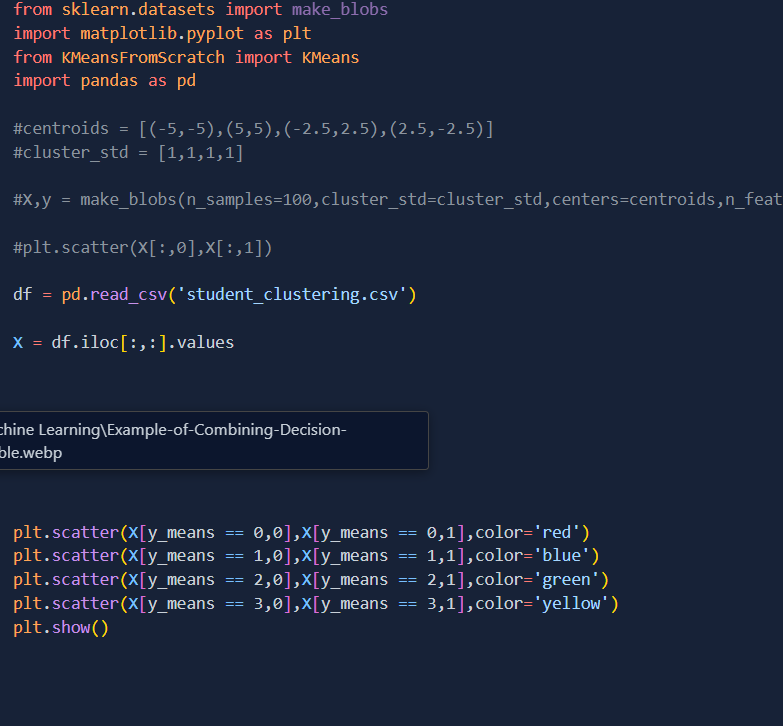 from sklearn.datasets import make_blobs
import matplotlib.pyplot as plt
from KMeansFromScratch import KMeans
import pandas as pd
#centroids = [(-5,-5),(5,5),(-2.5,2.5),(2.5,-2.5)]
#cluster_std = [1,1,1,1]
#X,y = make_blobs(n_samples=100,cluster_std=cluster_std,centers=centroids,n_feat
#plt.scatter(X[:,0],X[:,1])
df = pd.read_csv('student_clustering.csv')
X = df.iloc[:,:].values
chine Learning\Example-of-Combining-Decision-
ble.webp
plt.scatter(X[y_means == 0,0],X[y_means == 0,1],color='red')
plt.scatter(X[y_means == 1,0],X[y_means == 1,1],color='blue')
plt.scatter(X[y_means == 2,0],X[y_means == 2,1],color='green')
plt.scatter(X[y_means == 3,0],X[y_means == 3,1],color='yellow')
plt.show()